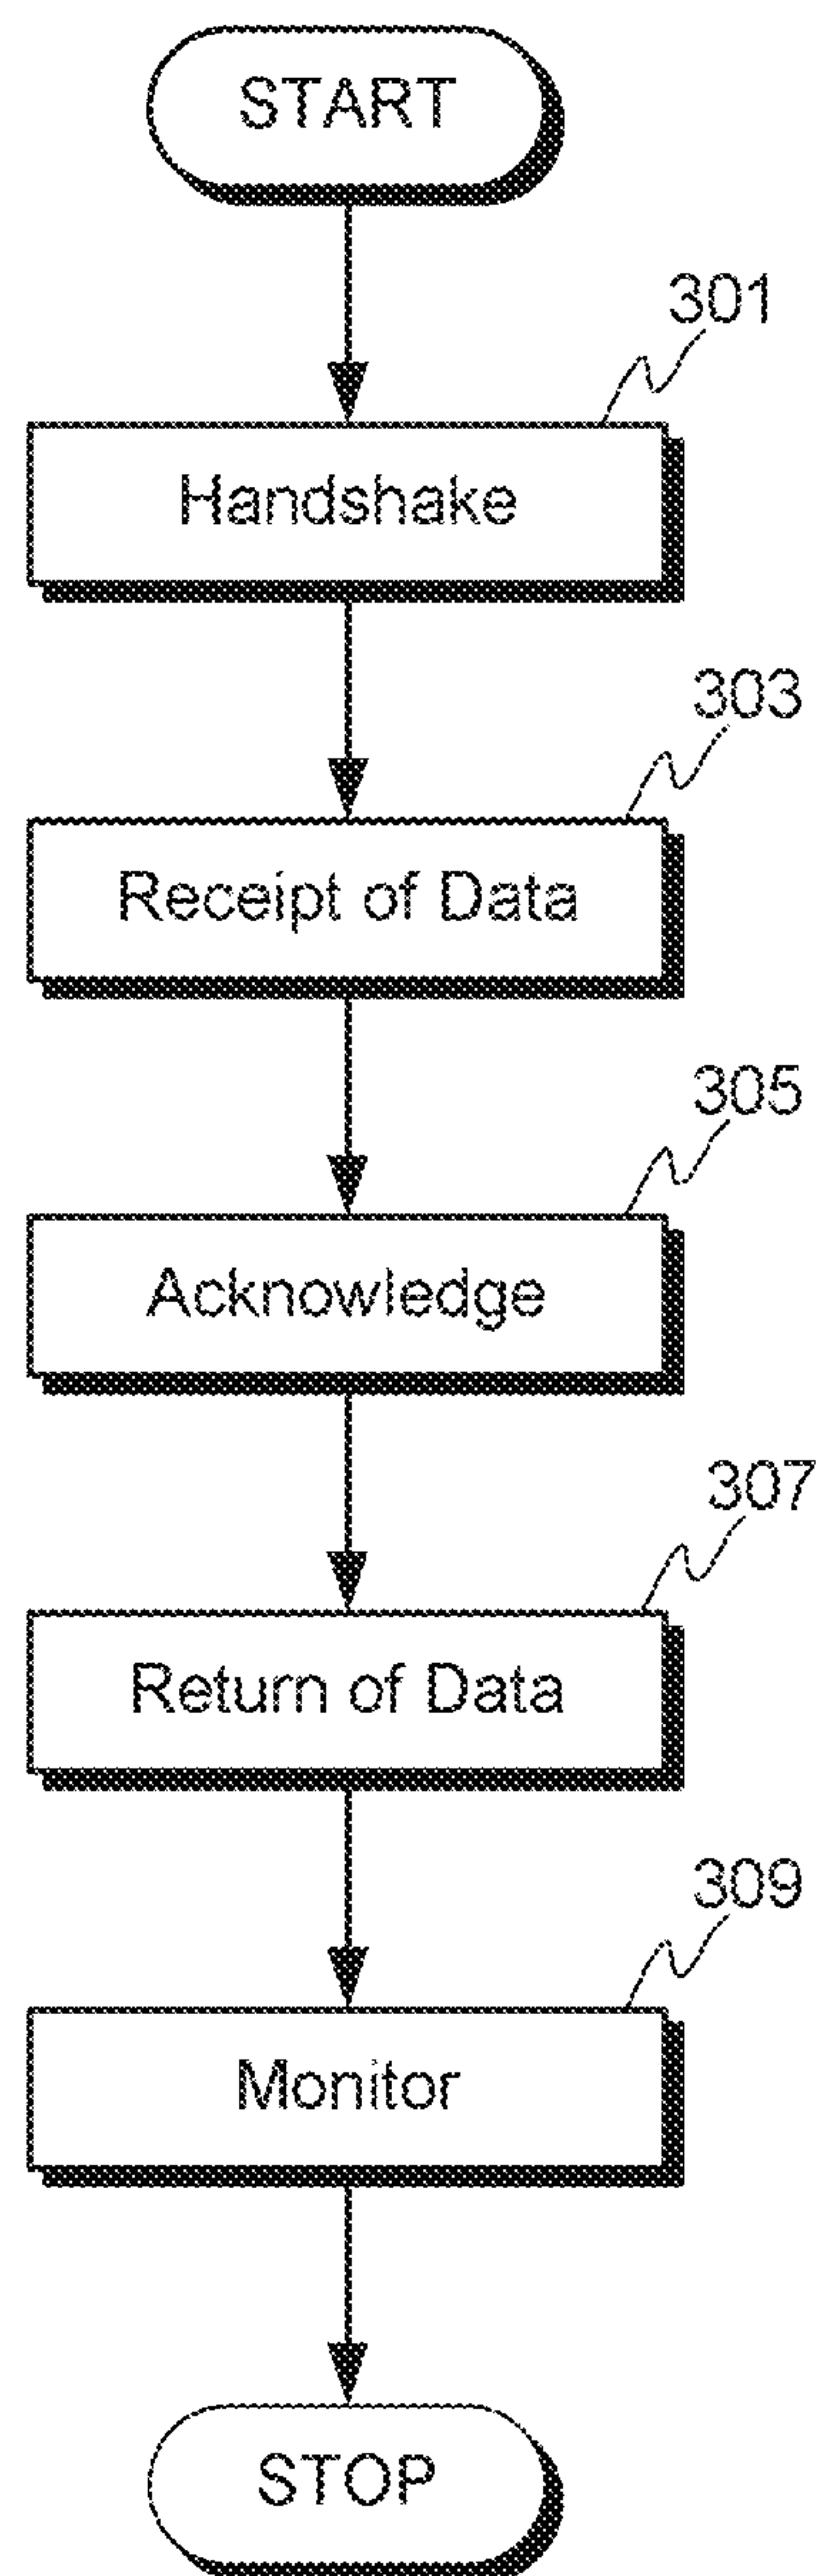 START
301
Handshake
303
Receipt of Data
305
Acknowledge
307
Return of Data
309
Monitor
STOP